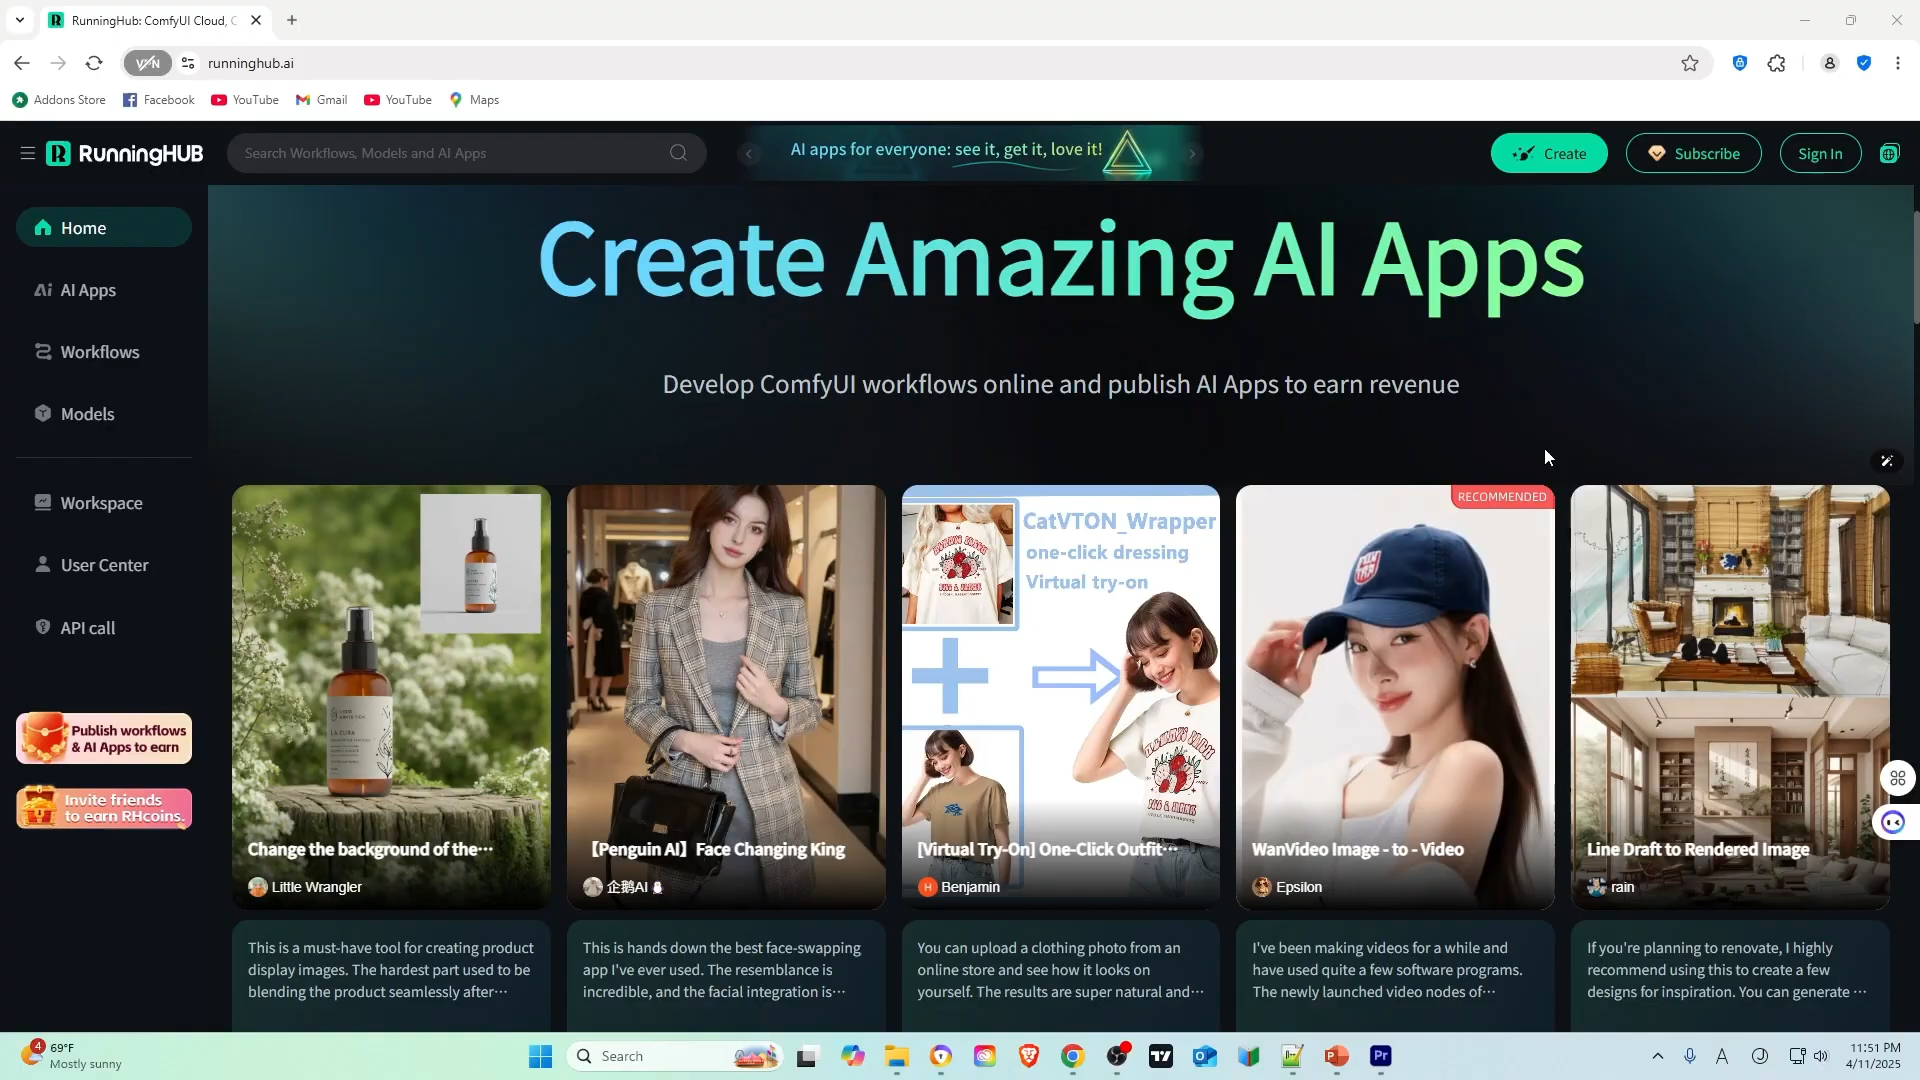 RunningHub: ComfyUI Cloud, C
VPN
runninghub.ai
Addons Store
Facebook
YouTube
Gmail
YouTube
Maps
RunningHUB
Search Workflows, Models and AI Apps
AI apps for everyone: see it, get it, love it!
Create
Subscribe
Sign In
Home
AI Apps
Workflows
Models
Workspace
User Center
API call
Publish workflows
& AI Apps to earn
Invite friends
to earn RHcoins.
Create Amazing AI Apps
Develop ComfyUI workflows online and publish AI Apps to earn revenue
Change the background of the···
Little Wrangler
This is a must-have tool for creating product
display images. The hardest part used to be
blending the product seamlessly after···
【Penguin AI】Face Changing King
企鹅AI
This is hands down the best face-swapping
app I've ever used. The resemblance is
incredible, and the facial integration is···
CatVTON_Wrapper
one-click dressing
Virtual try-on
[Virtual Try-On] One-Click Outfit···
H Benjamin
You can upload a clothing photo from an
online store and see how it looks on
yourself. The results are super natural and···
RECOMMENDED
WanVideo Image - to - Video
Epsilon
I've been making videos for a while and
have used quite a few software programs.
The newly launched video nodes of···
Line Draft to Rendered Image
rain
If you're planning to renovate, I highly
recommend using this to create a few
designs for inspiration. You can generate ···
4
69°F
Mostly sunny
Search
Pr
11:51 PM
4/11/2025